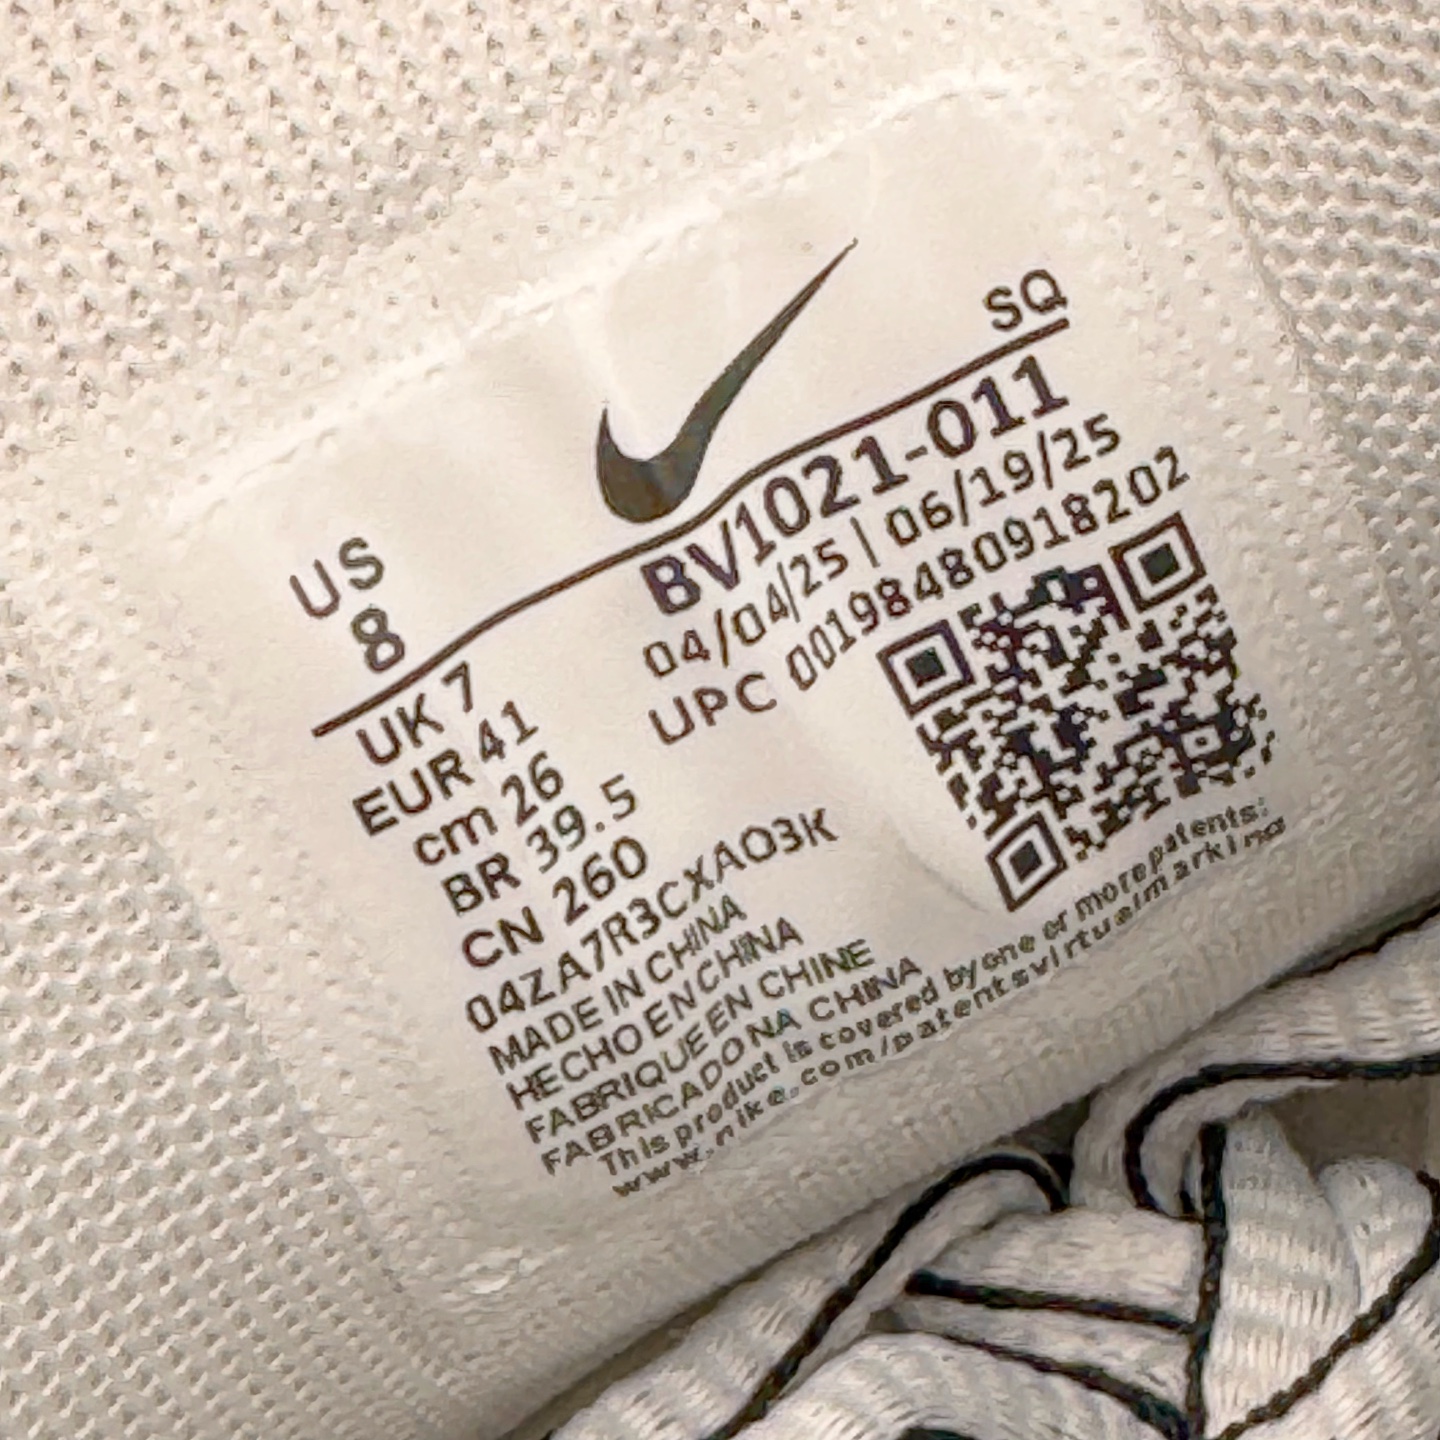 US
8
SQ
UK 7
EUR 41
cm 26
BR 39.5
CN 260
BV1021-011
04/04/25 | 06/19/25
UPC 00198480918202
04ZA7R3CXAO3K
MADE IN CHINA
HECHO EN CHINA
FABRIQUE EN CHINE
FABRICADO NA CHINA
This product is covered by one or more patents:
www.nike.com/patentsvirtualmarking